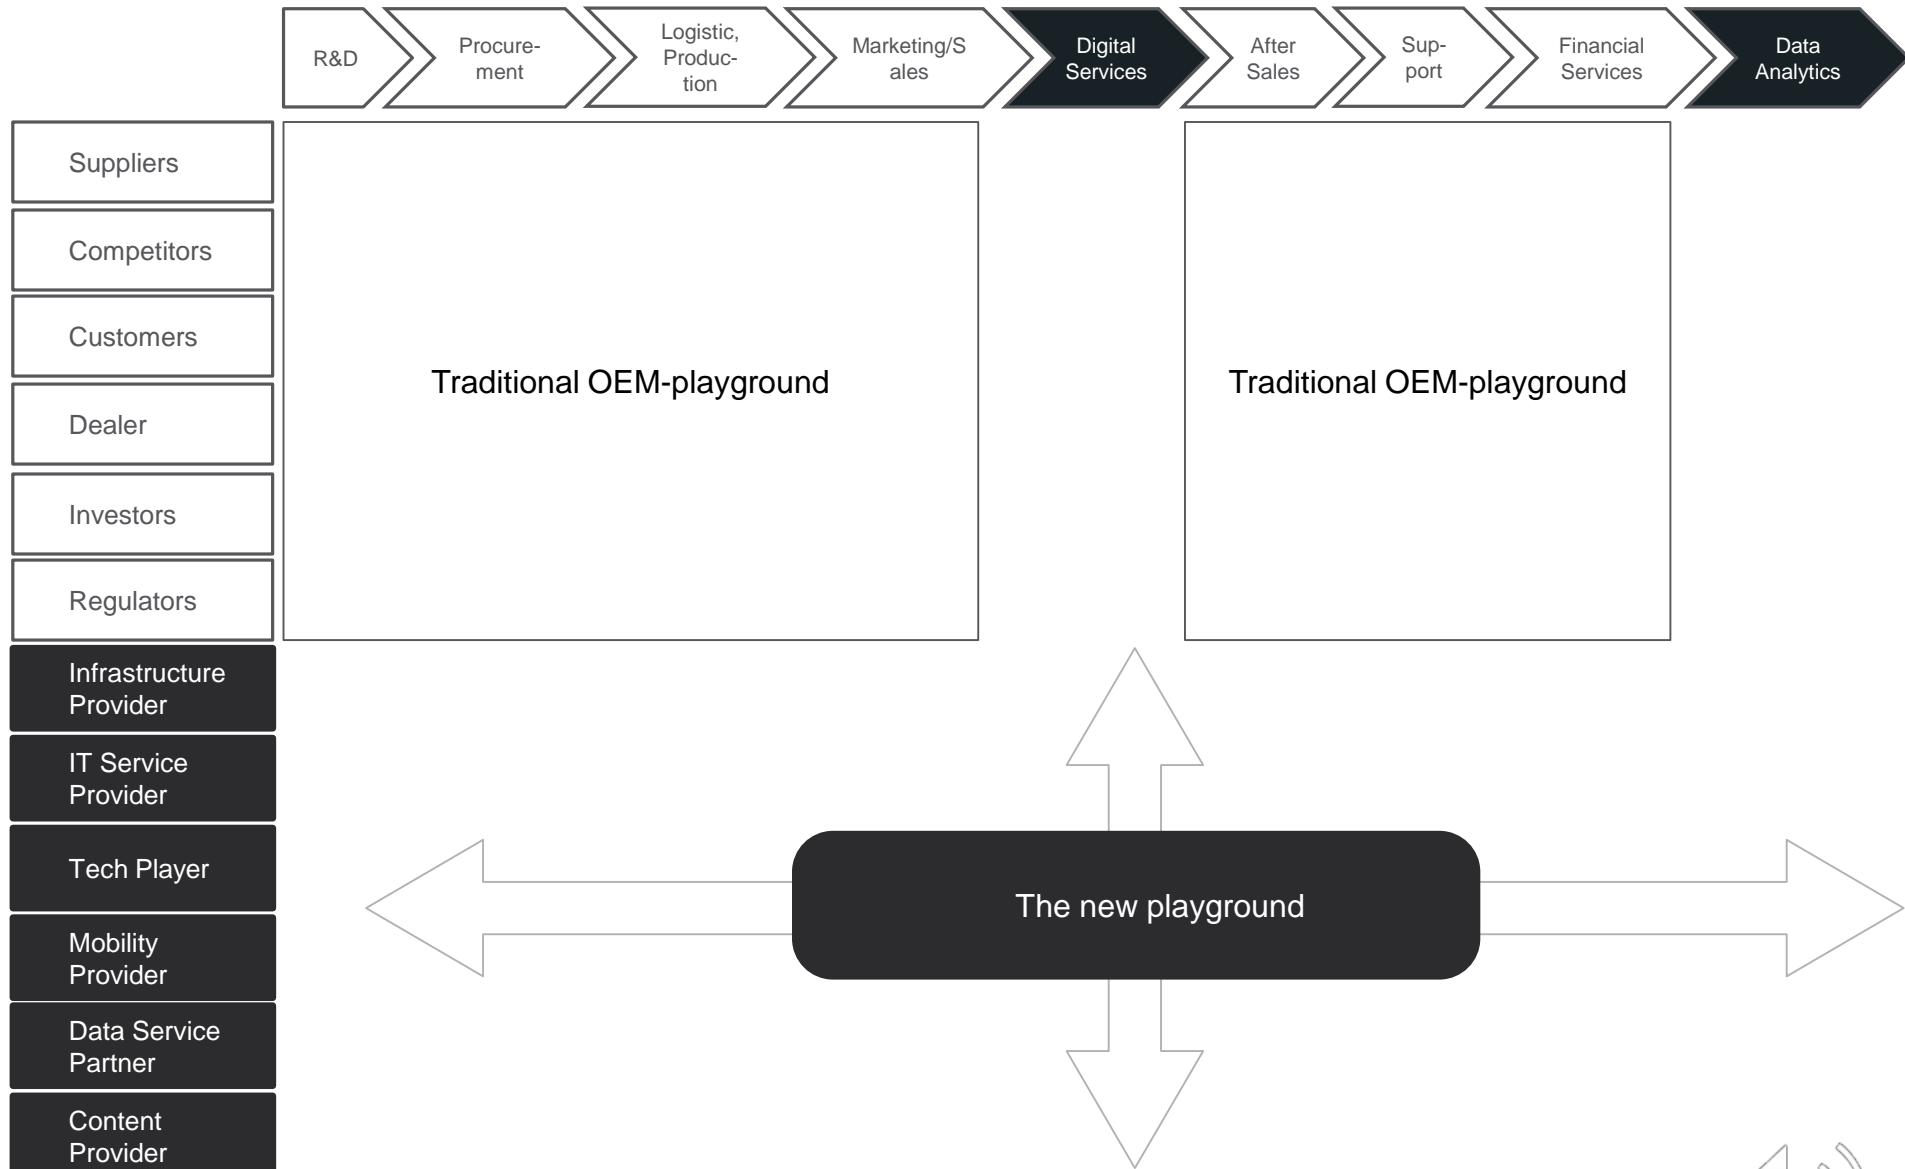 R&D
Procure-
ment
Logistic,
Produc-
tion
Marketing/S
ales
Digital
Services
After
Sales
Sup-
port
Financial
Services
Data
Analytics
Suppliers
Competitors
Customers
Dealer
Investors
Regulators
Infrastructure
Provider
IT Service
Provider
Tech Player
Mobility
Provider
Data Service
Partner
Content
Provider
Traditional OEM-playground
Traditional OEM-playground
The new playground